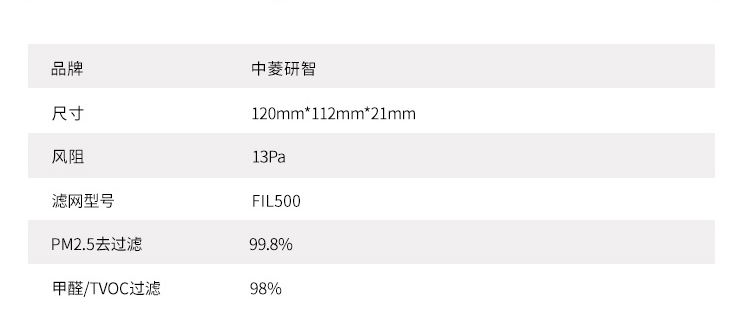 品牌 中菱研智
尺寸 120mm*112mm*21mm
风阻 13Pa
滤网型号 FIL500
PM2.5去过滤 99.8%
甲醛/TVOC过滤 98%